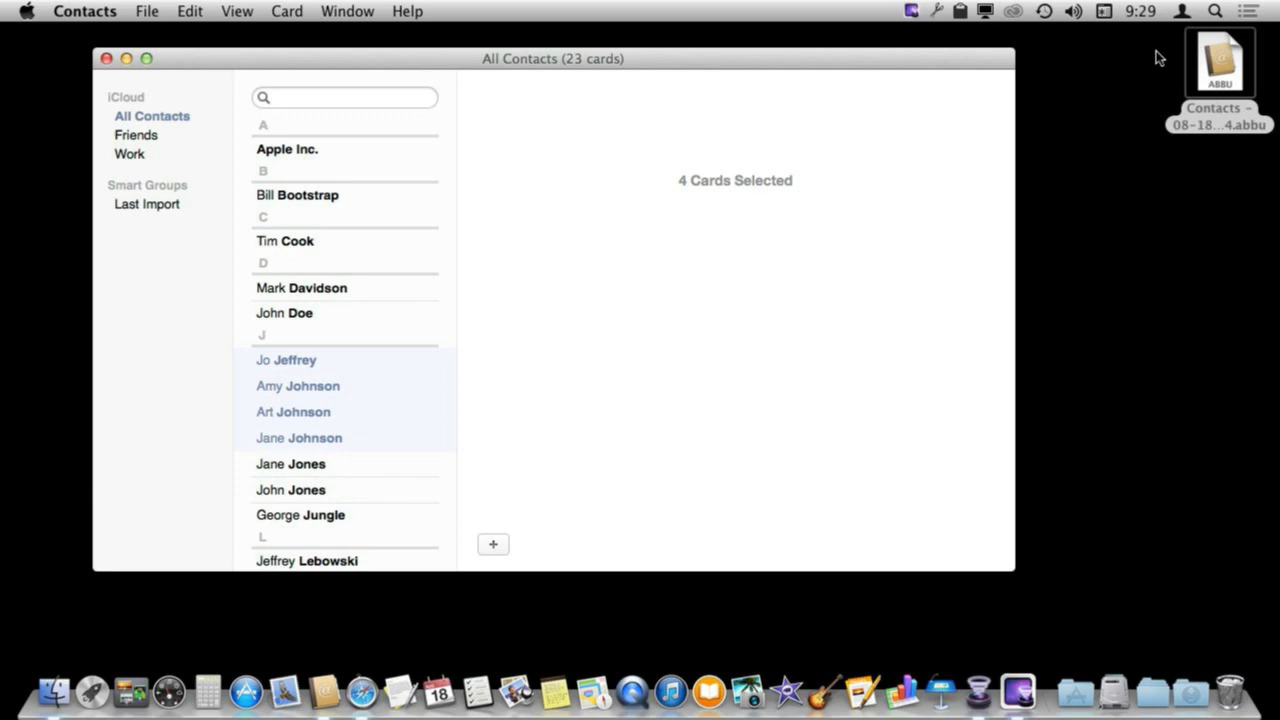 Contacts File Edit View Card Window Help 9:29
All Contacts (23 cards)
iCloud
All Contacts
Friends
Work
Smart Groups
Last Import
A
Apple Inc.
B
Bill Bootstrap
C
Tim Cook
D
Mark Davidson
John Doe
J
Jo Jeffrey
Amy Johnson
Art Johnson
Jane Johnson
Jane Jones
John Jones
George Jungle
L
Jeffrey Lebowski
4 Cards Selected
+
ABBU
Contacts -
08-18...4.abbu
18